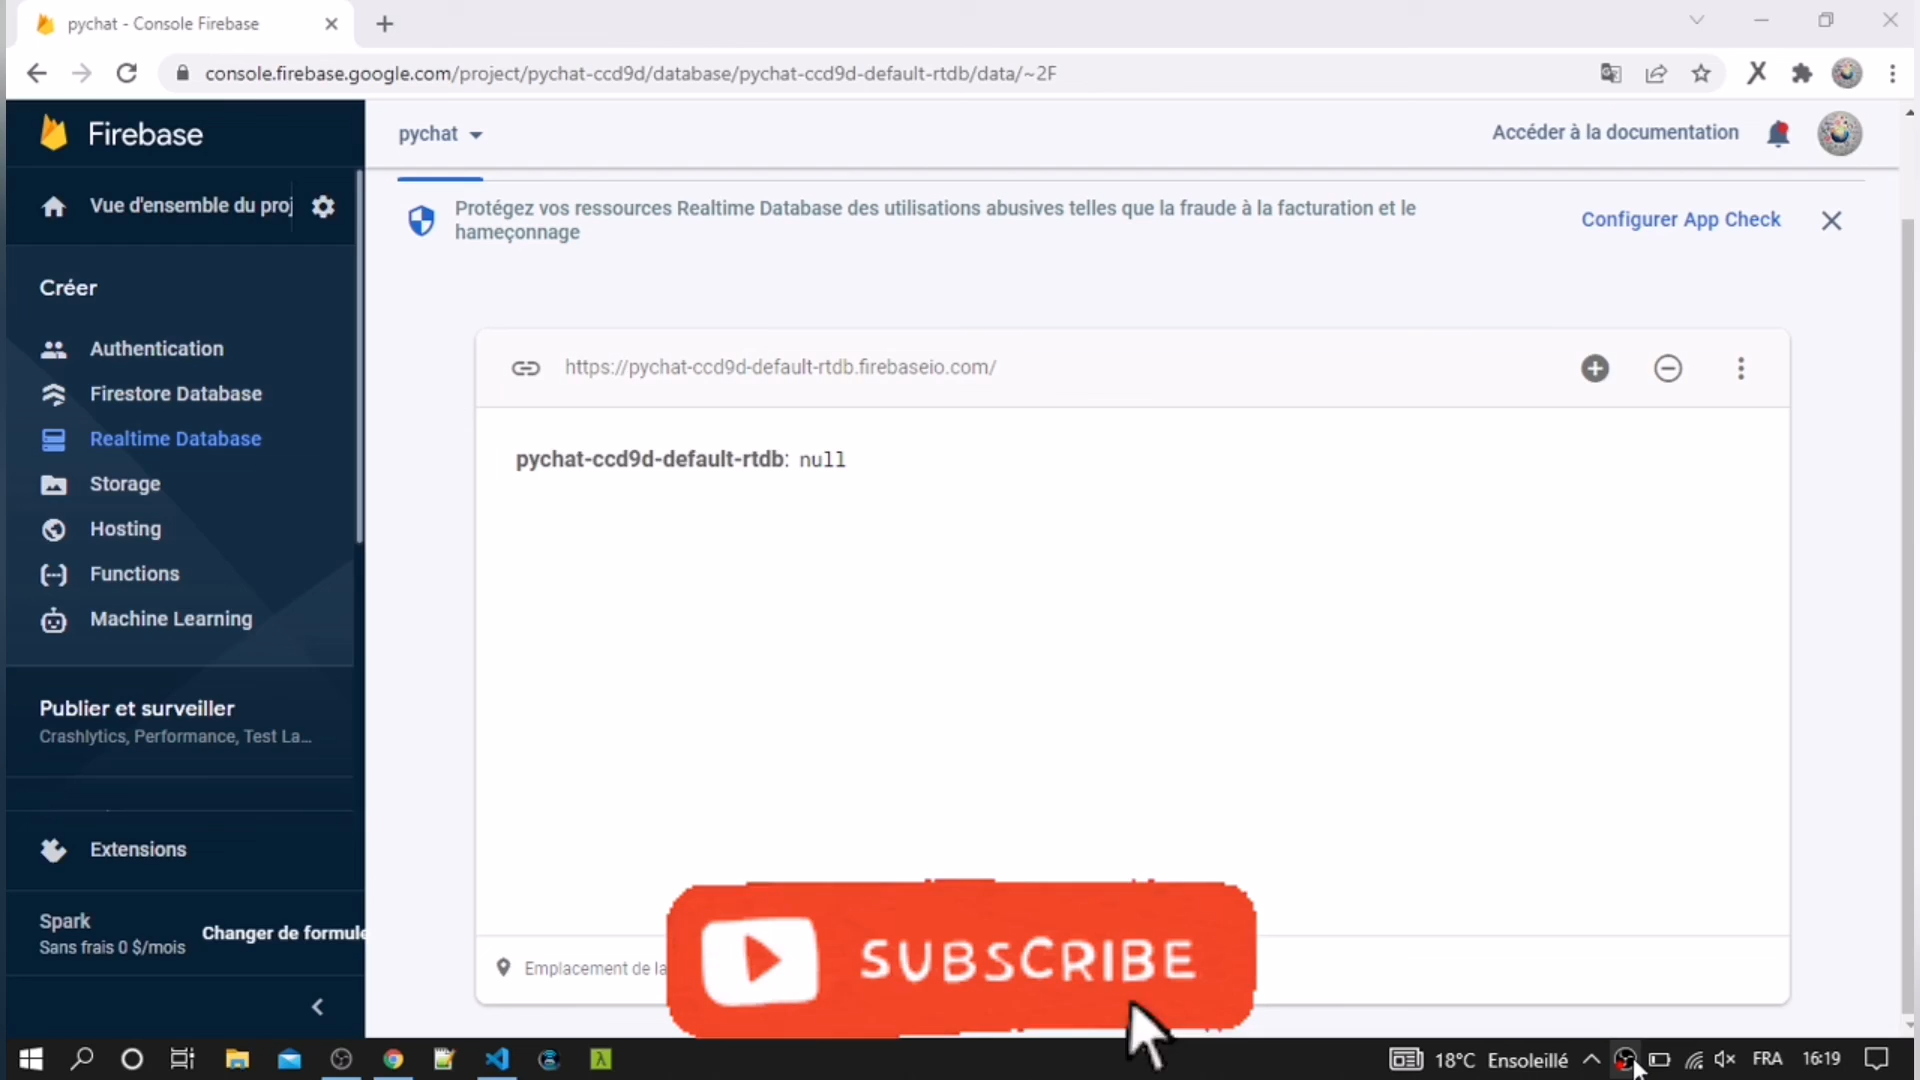 pychat - Console Firebase
console.firebase.google.com/project/pychat-ccd9d/database/pychat-ccd9d-default-rtdb/data/~2F
Firebase
pychat
Accéder à la documentation
Vue d'ensemble du proj
Protégez vos ressources Realtime Database des utilisations abusives telles que la fraude à la facturation et le
hameçonnage
Configurer App Check
Créer
Authentication
Firestore Database
Realtime Database
Storage
Hosting
Functions
Machine Learning
https://pychat-ccd9d-default-rtdb.firebaseio.com/
pychat-ccd9d-default-rtdb: null
Publier et surveiller
Crashlytics, Performance, Test La...
Extensions
Spark
Sans frais 0 $/mois
Changer de formule
Emplacement de la
SUBSCRIBE
18°C Ensoleillé
FRA
16:19